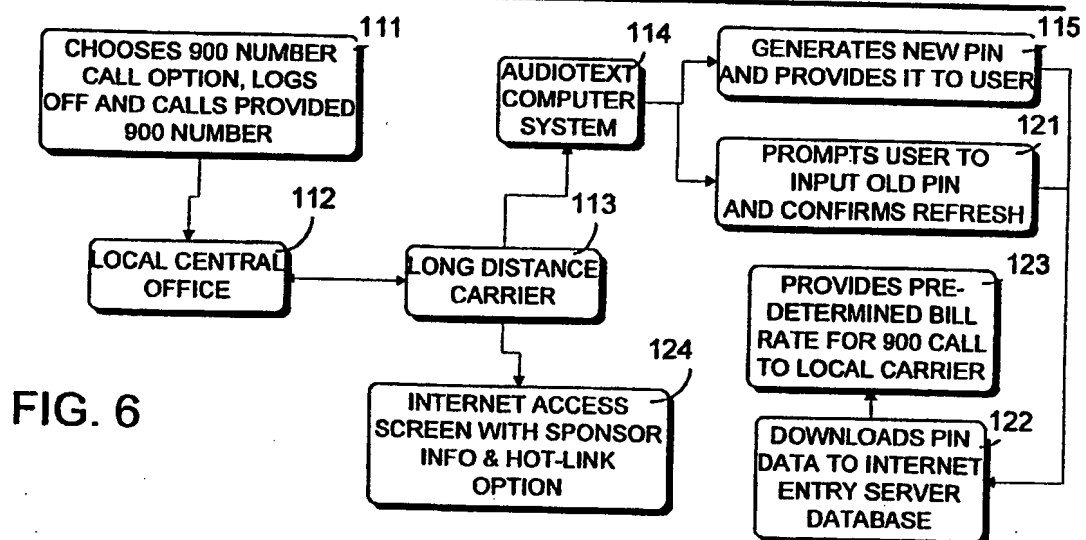 111
CHOOSES 900 NUMBER
CALL OPTION, LOGS
OFF AND CALLS PROVIDED
900 NUMBER
112
LOCAL CENTRAL
OFFICE
113
LONG DISTANCE
CARRIER
114
AUDIOTEXT
COMPUTER
SYSTEM
115
GENERATES NEW PIN
AND PROVIDES IT TO USER
121
PROMPTS USER TO
INPUT OLD PIN
AND CONFIRMS REFRESH
123
PROVIDES PRE-
DETERMINED BILL
RATE FOR 900 CALL
TO LOCAL CARRIER
122
DOWNLOADS PIN
DATA TO INTERNET
ENTRY SERVER
DATABASE
124
INTERNET ACCESS
SCREEN WITH SPONSOR
INFO & HOT-LINK
OPTION
FIG. 6